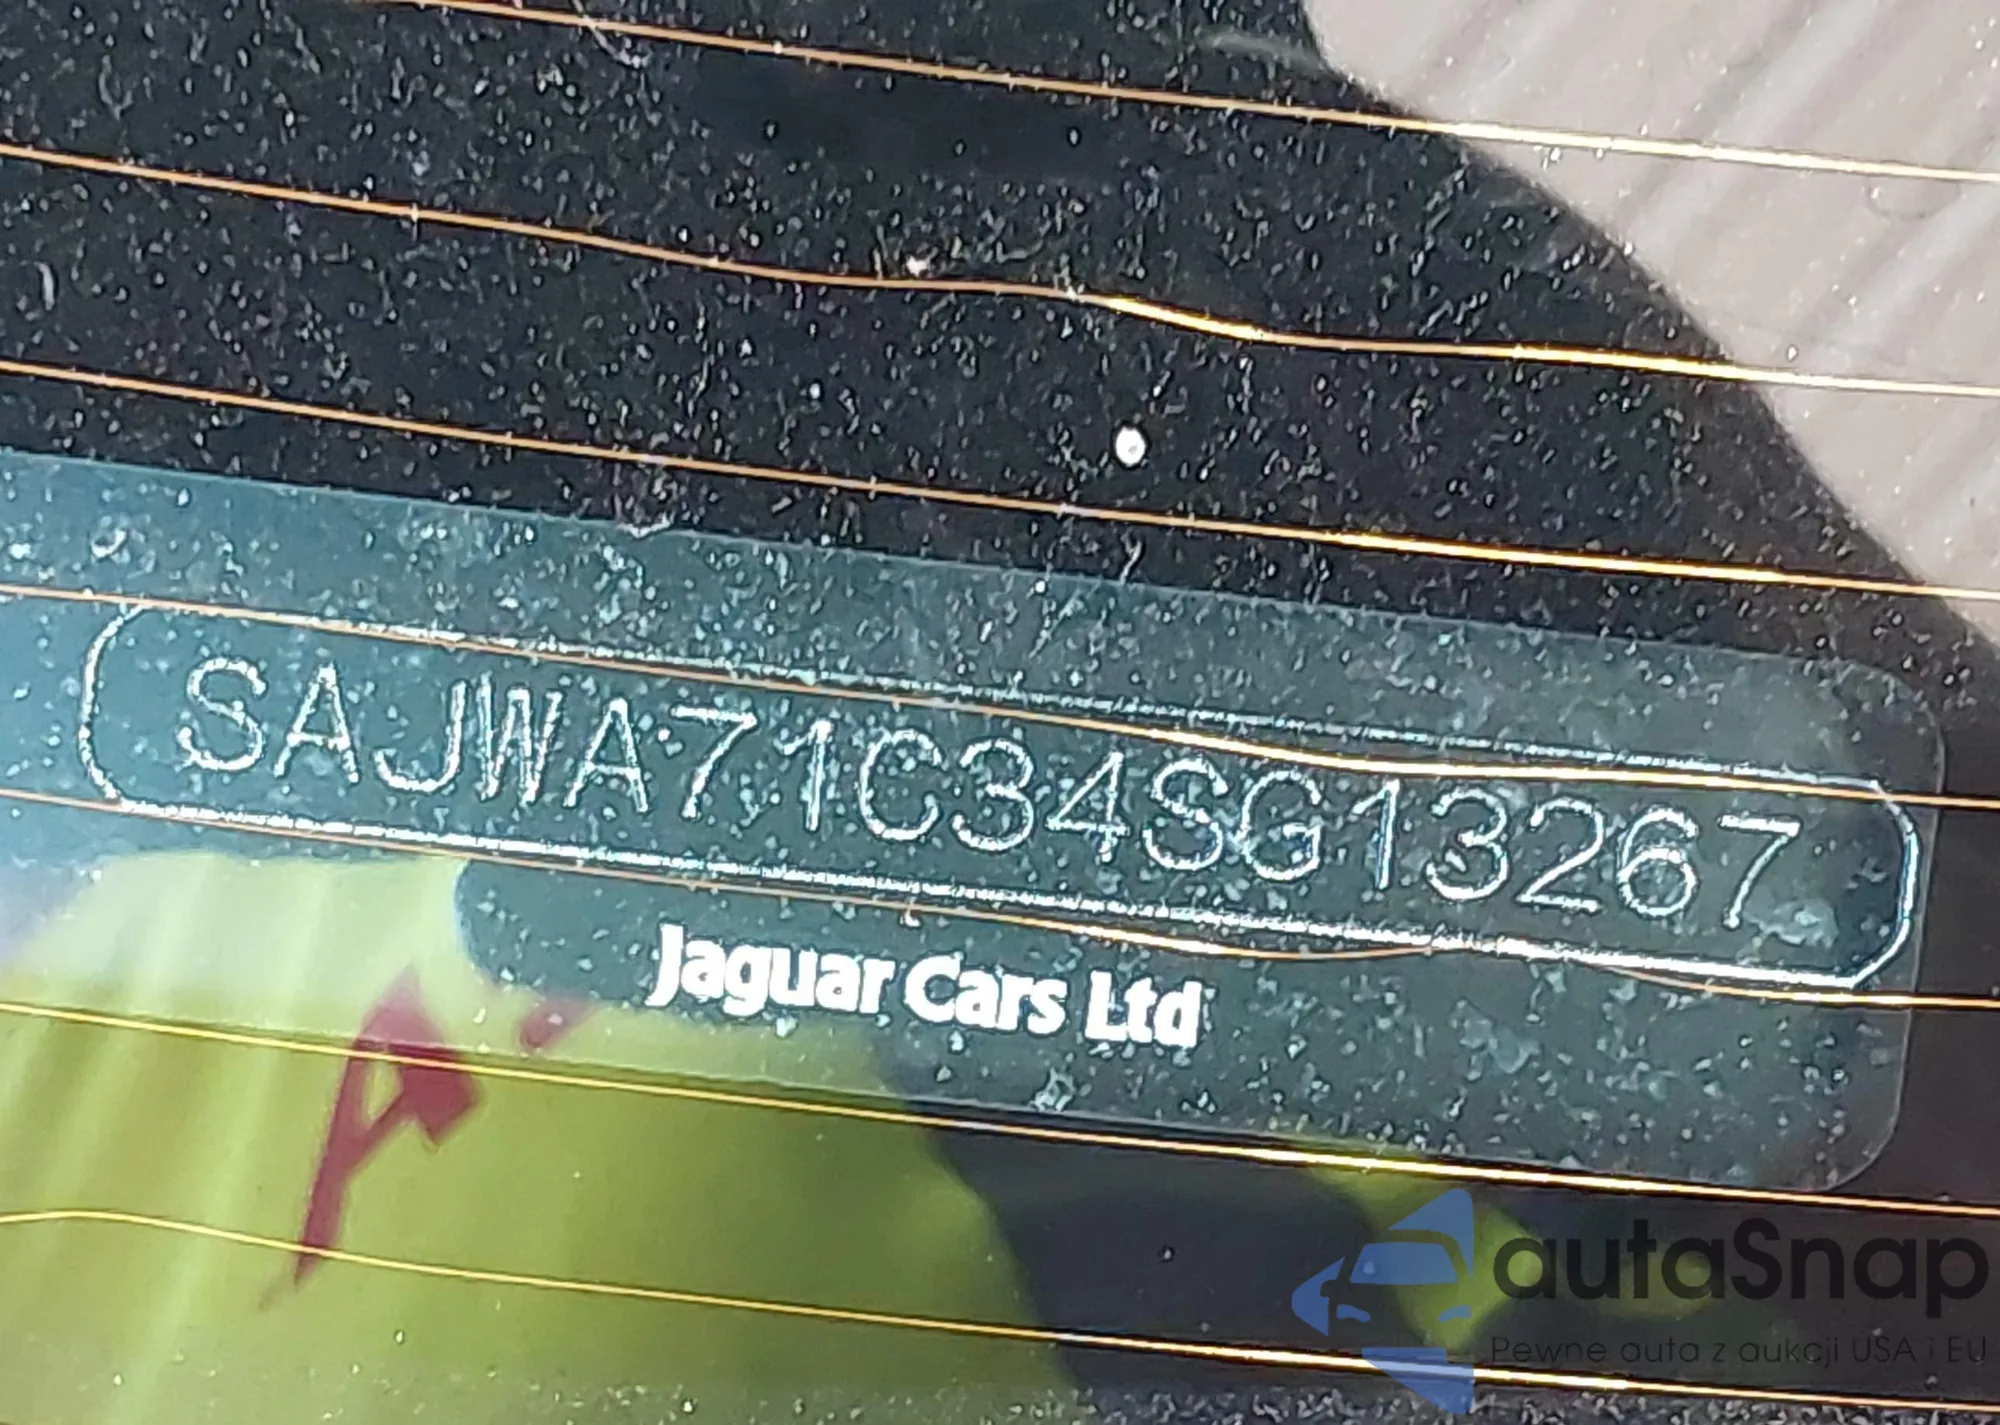 SAJWA71C34SG13267
Jaguar Cars Ltd
autaSnap
Pewne auta z aukcji USA i EU